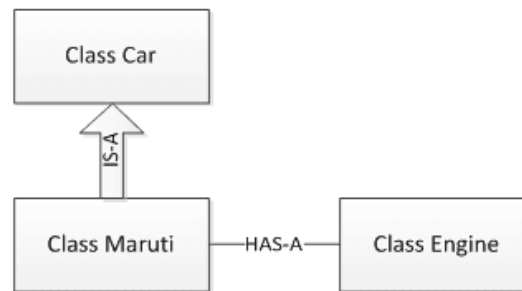 Class Car
IS-A
Class Maruti
HAS-A
Class Engine